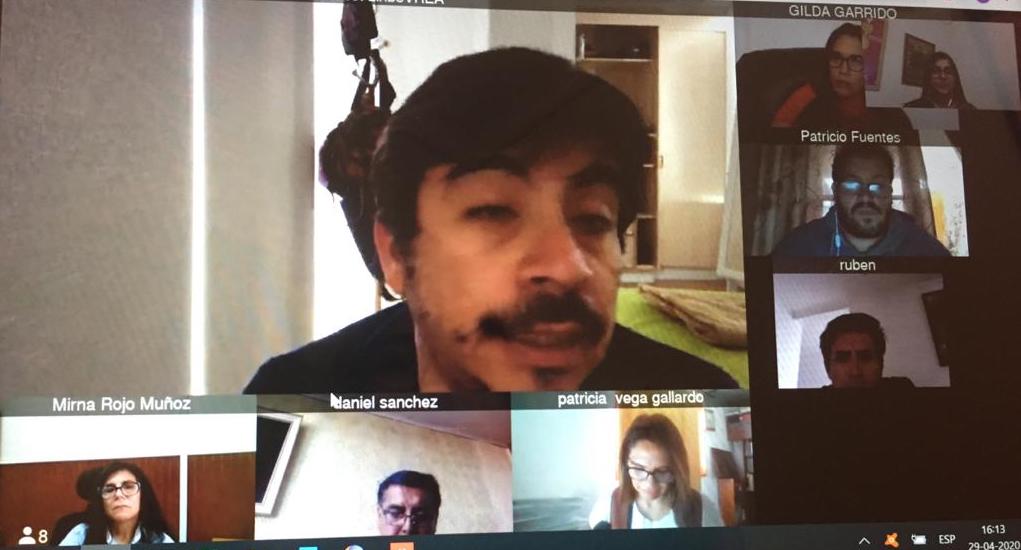 GILDA GARRIDO
Patricio Fuentes
ruben
Mirna Rojo Muñoz
daniel sanchez
patricia vega gallardo
8
ESP
16:13
29-04-2020